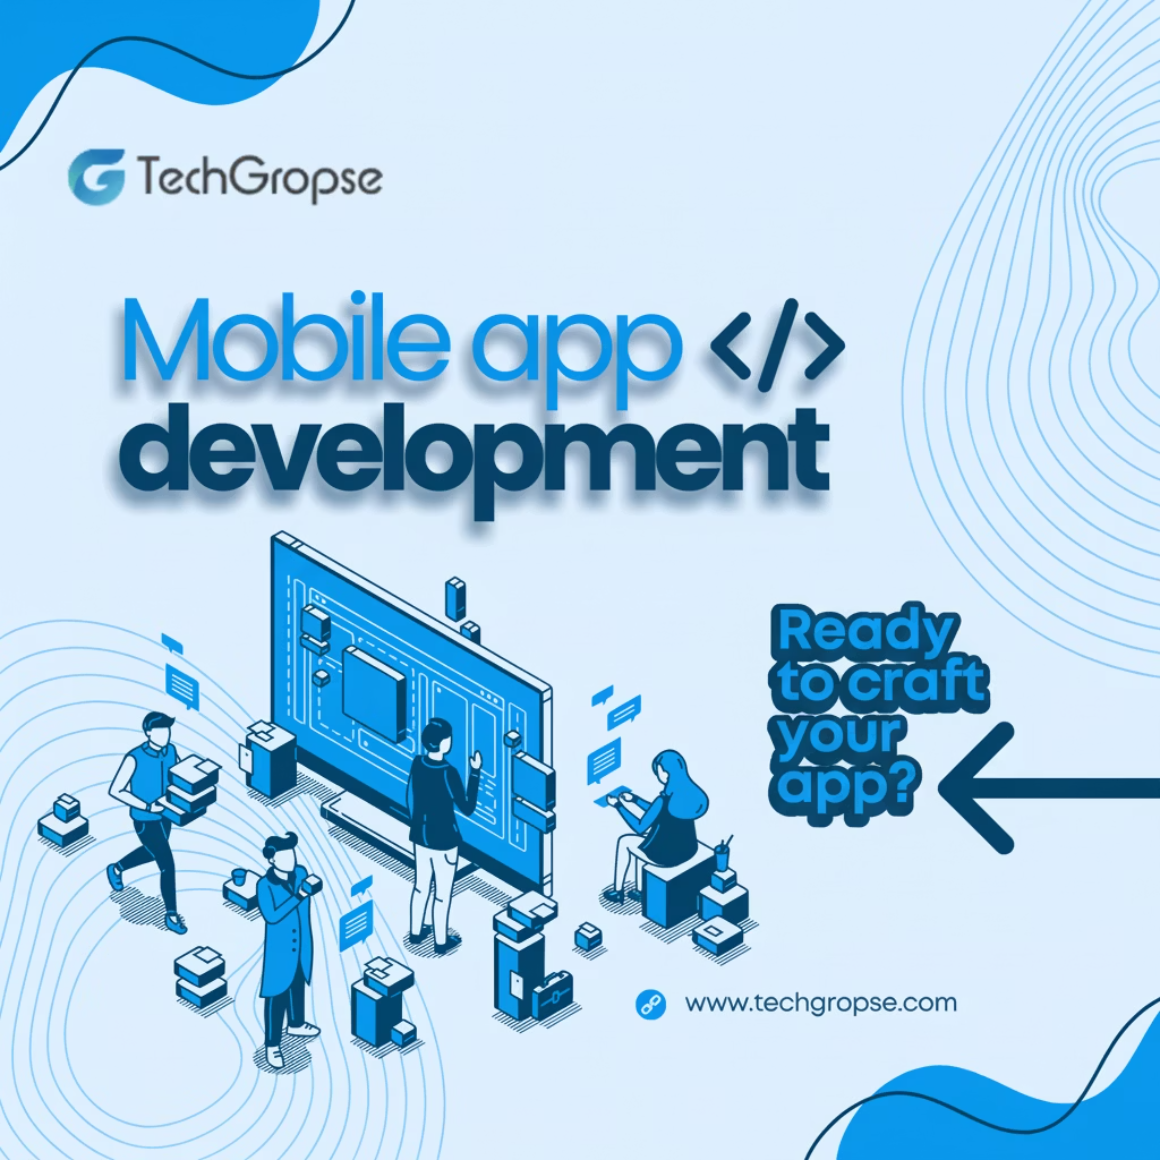 TechGropse
Mobile app </>
development
Ready
to craft
your
app?
www.techgropse.com